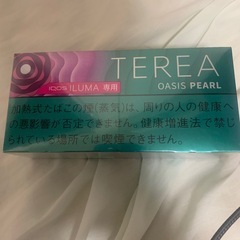 IQOS ILUMA 専用
TEREA
OASIS PEARL
加熱式たばこの煙(蒸気)は、周りの人の健康へ
の悪影響が否定できません。健康増進法で禁じ
られている場所では喫煙できません。